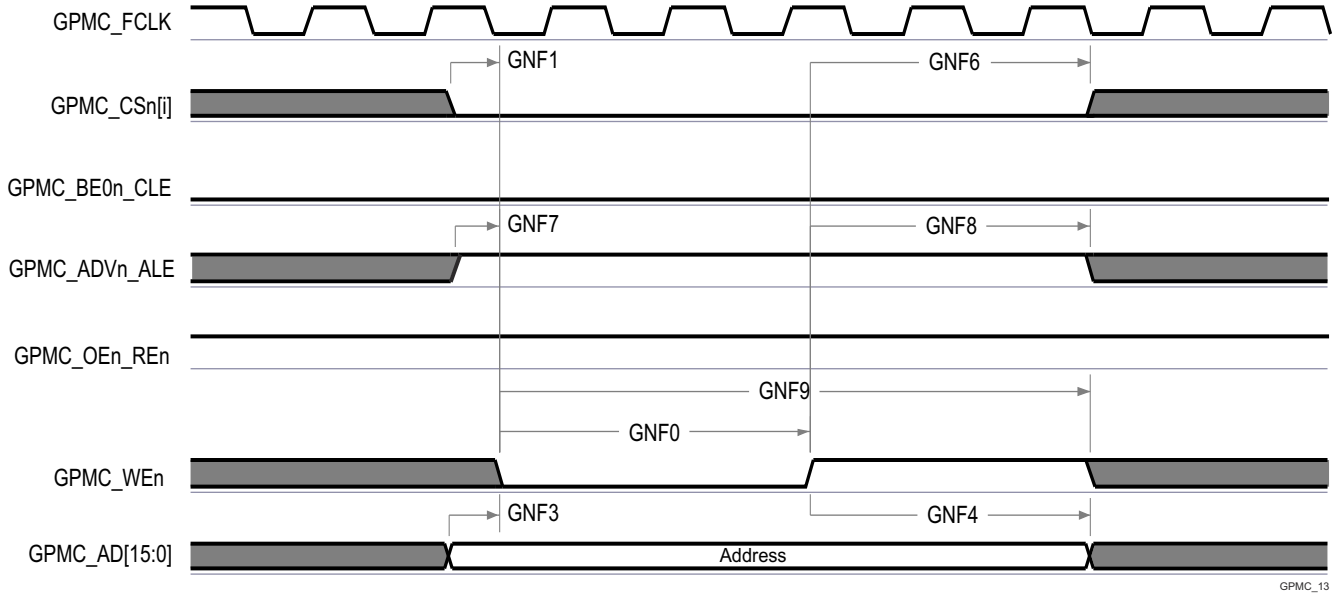 GPMC_FCLK
GNF1
GNF6
GPMC_CSn[i]
GPMC_BE0n_CLE
GNF7
GNF8
GPMC_ADVn_ALE
GPMC_OEn_REn
GNF9
GNF0
GPMC_WEn
GNF3
GNF4
GPMC_AD[15:0]
Address
GPMC_13